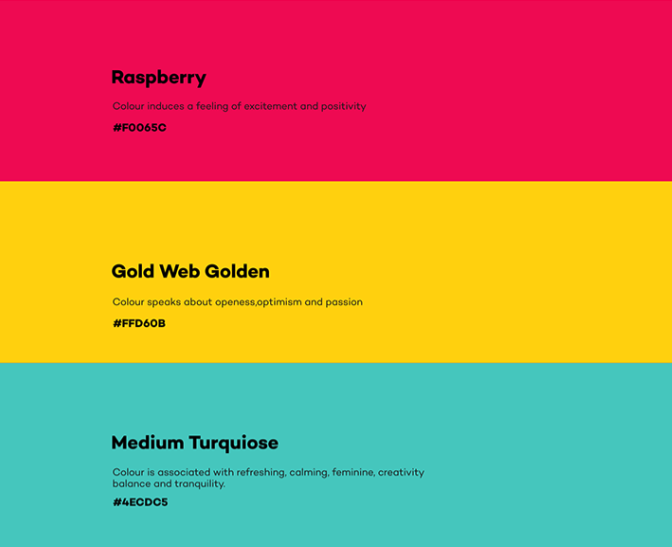 Raspberry
Colour induces a feeling of excitement and positivity
#F0065C
Gold Web Golden
Colour speaks about openess,optimism and passion
#FFD60B
Medium Turquiose
Colour is associated with refreshing, calming, feminine, creativity
balance and tranquility.
#4ECDC5